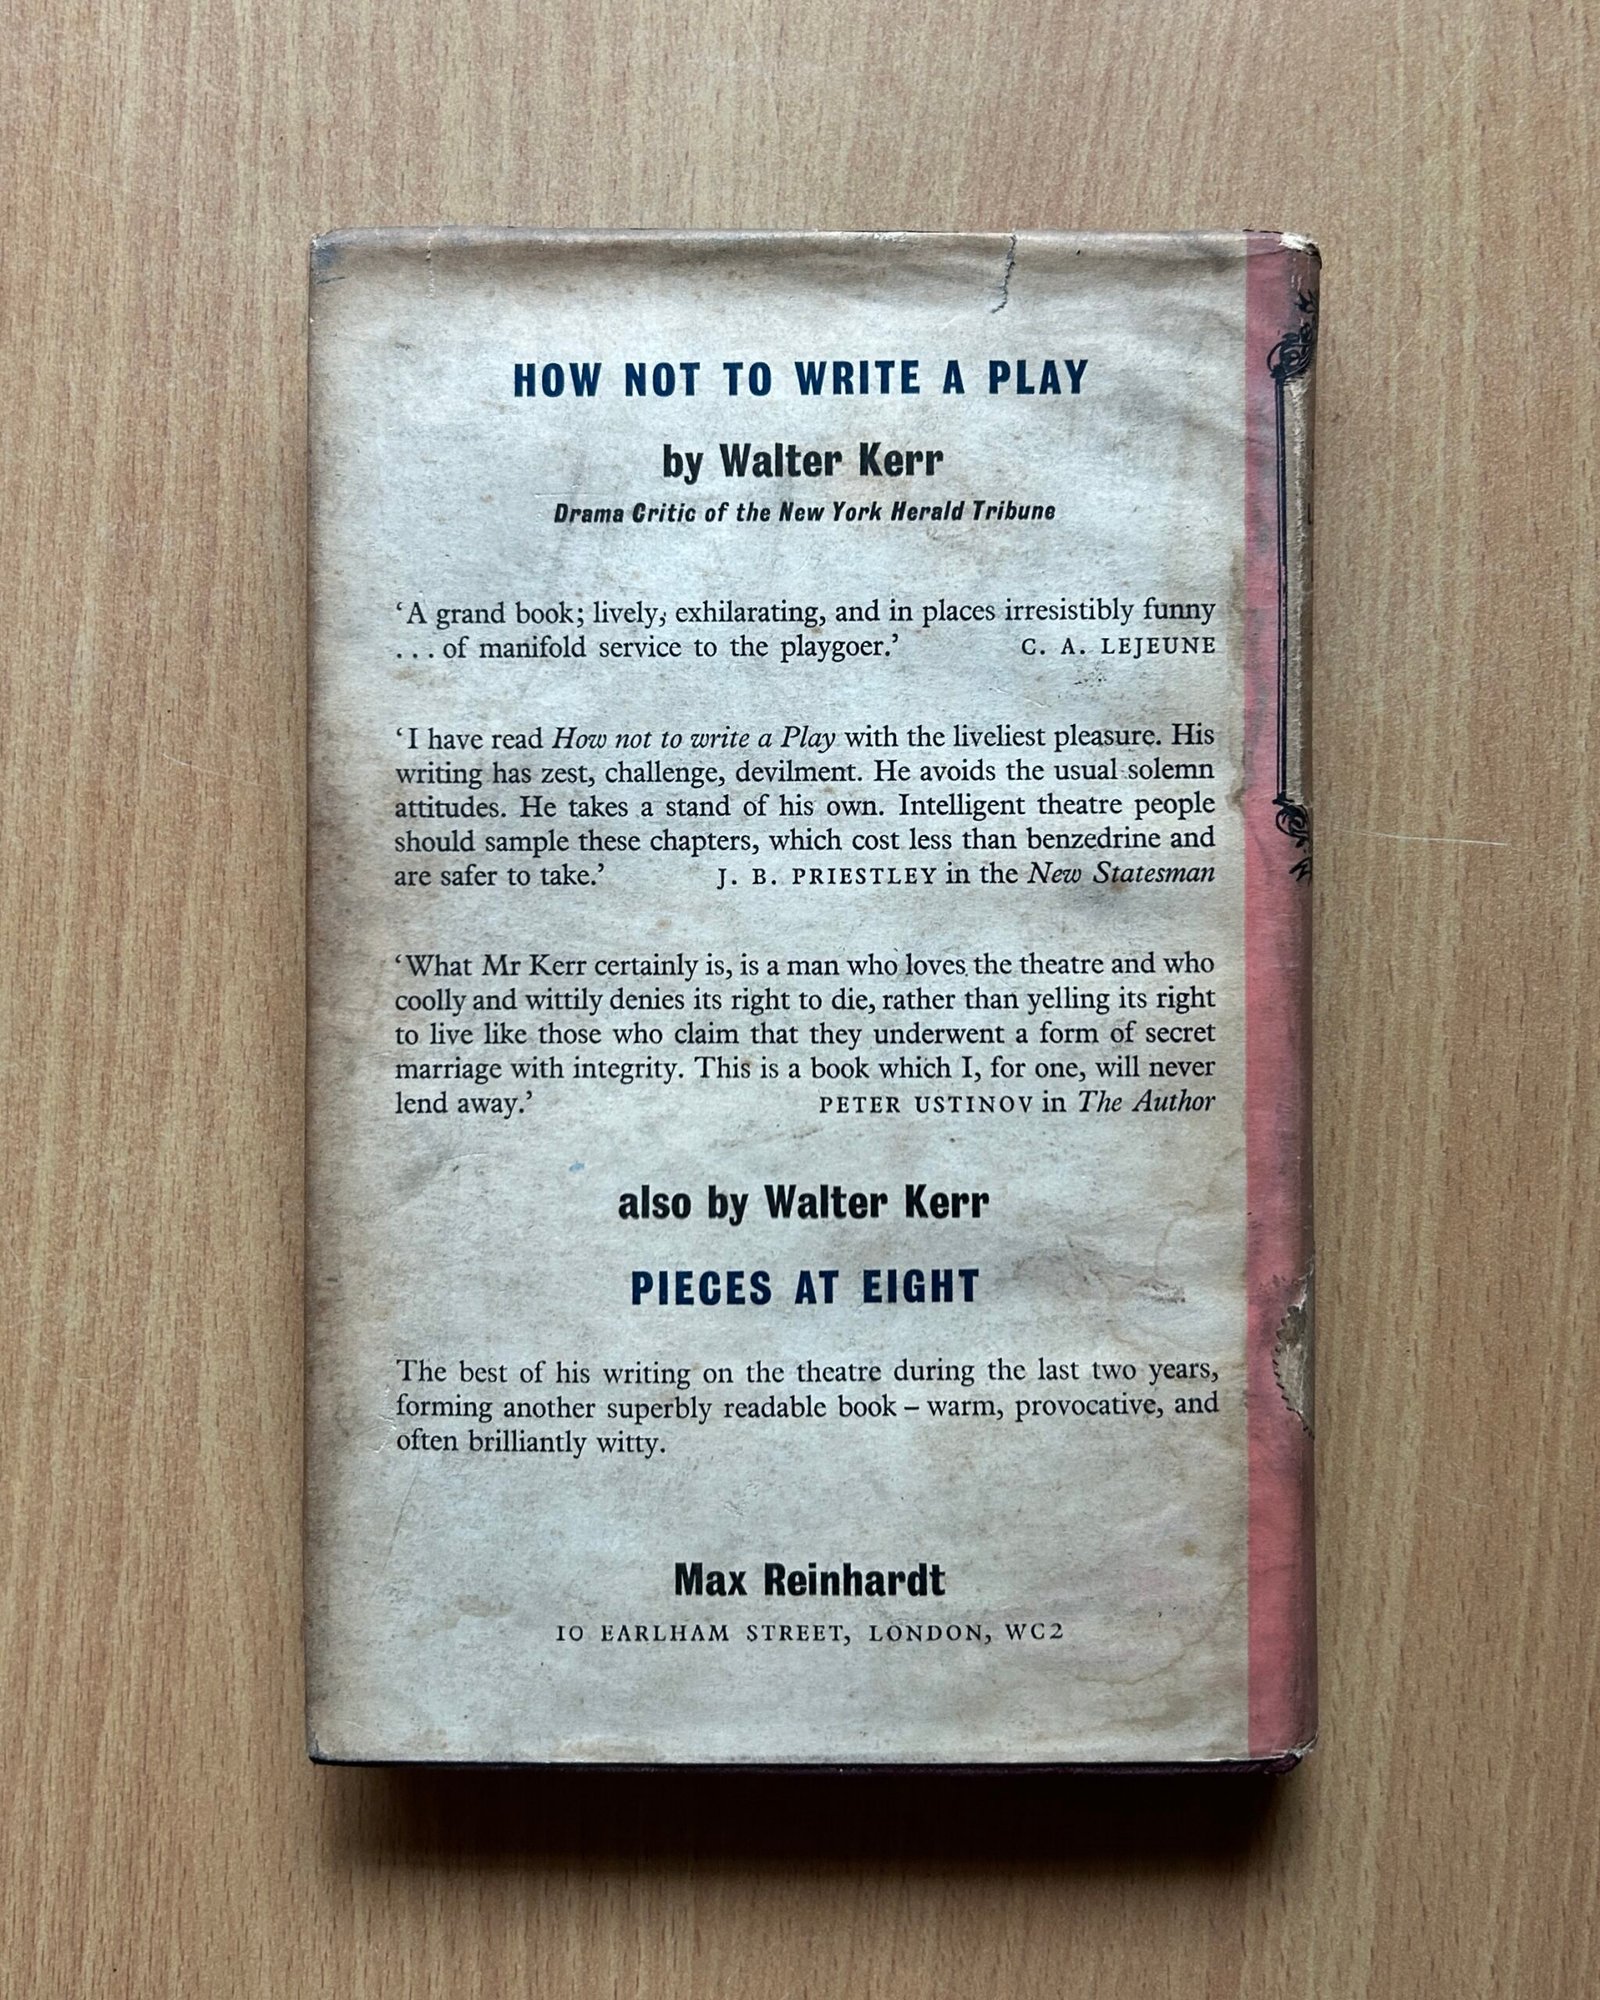 HOW NOT TO WRITE A PLAY
by Walter Kerr
Drama Critic of the New York Herald Tribune
‘A grand book; lively, exhilarating, and in places irresistibly funny
... of manifold service to the playgoer.’ C. A. LEJEUNE
‘I have read How not to write a Play with the liveliest pleasure. His
writing has zest, challenge, devilment. He avoids the usual solemn
attitudes. He takes a stand of his own. Intelligent theatre people
should sample these chapters, which cost less than benzedrine and
are safer to take.’ J. B. PRIESTLEY in the New Statesman
‘What Mr Kerr certainly is, is a man who loves the theatre and who
coolly and wittily denies its right to die, rather than yelling its right
to live like those who claim that they underwent a form of secret
marriage with integrity. This is a book which I, for one, will never
lend away.’ PETER USTINOV in The Author
also by Walter Kerr
PIECES AT EIGHT
The best of his writing on the theatre during the last two years,
forming another superbly readable book – warm, provocative, and
often brilliantly witty.
Max Reinhardt
10 EARLHAM STREET, LONDON, WC2